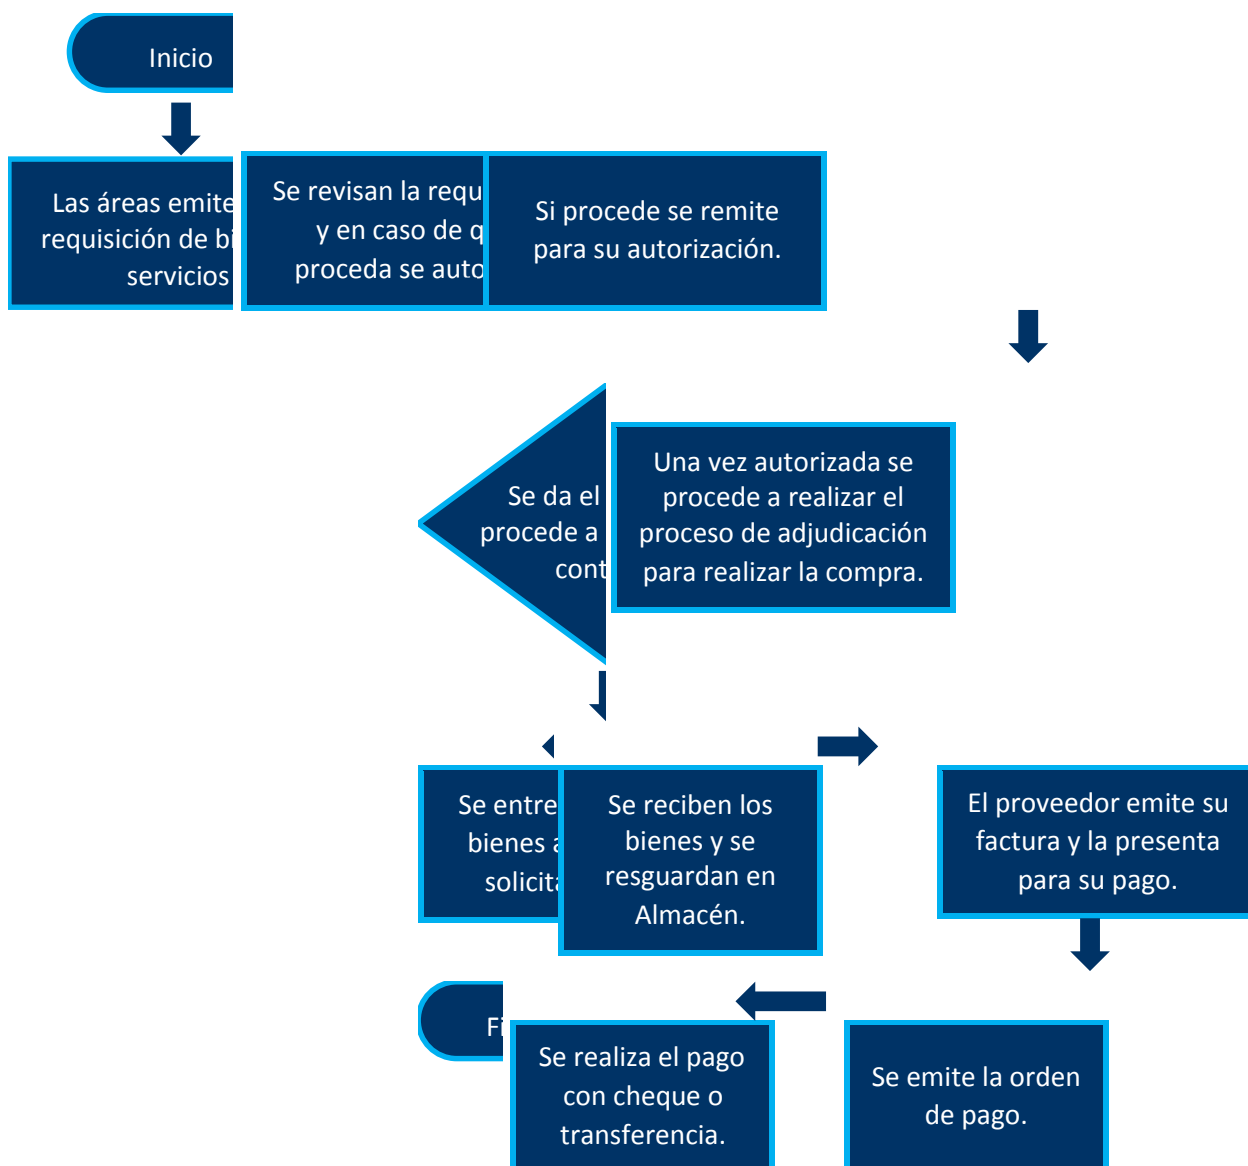 Inicio
Las áreas emite
requisición de bi
servicios
Se revisan la requ
y en caso de q
proceda se auto
Si procede se remite
para su autorización.
Se da el
procede a
cont
Una vez autorizada se
procede a realizar el
proceso de adjudicación
para realizar la compra.
Se entre
bienes a
solicita
Se reciben los
bienes y se
resguardan en
Almacén.
El proveedor emite su
factura y la presenta
para su pago.
Fi
Se realiza el pago
con cheque o
transferencia.
Se emite la orden
de pago.